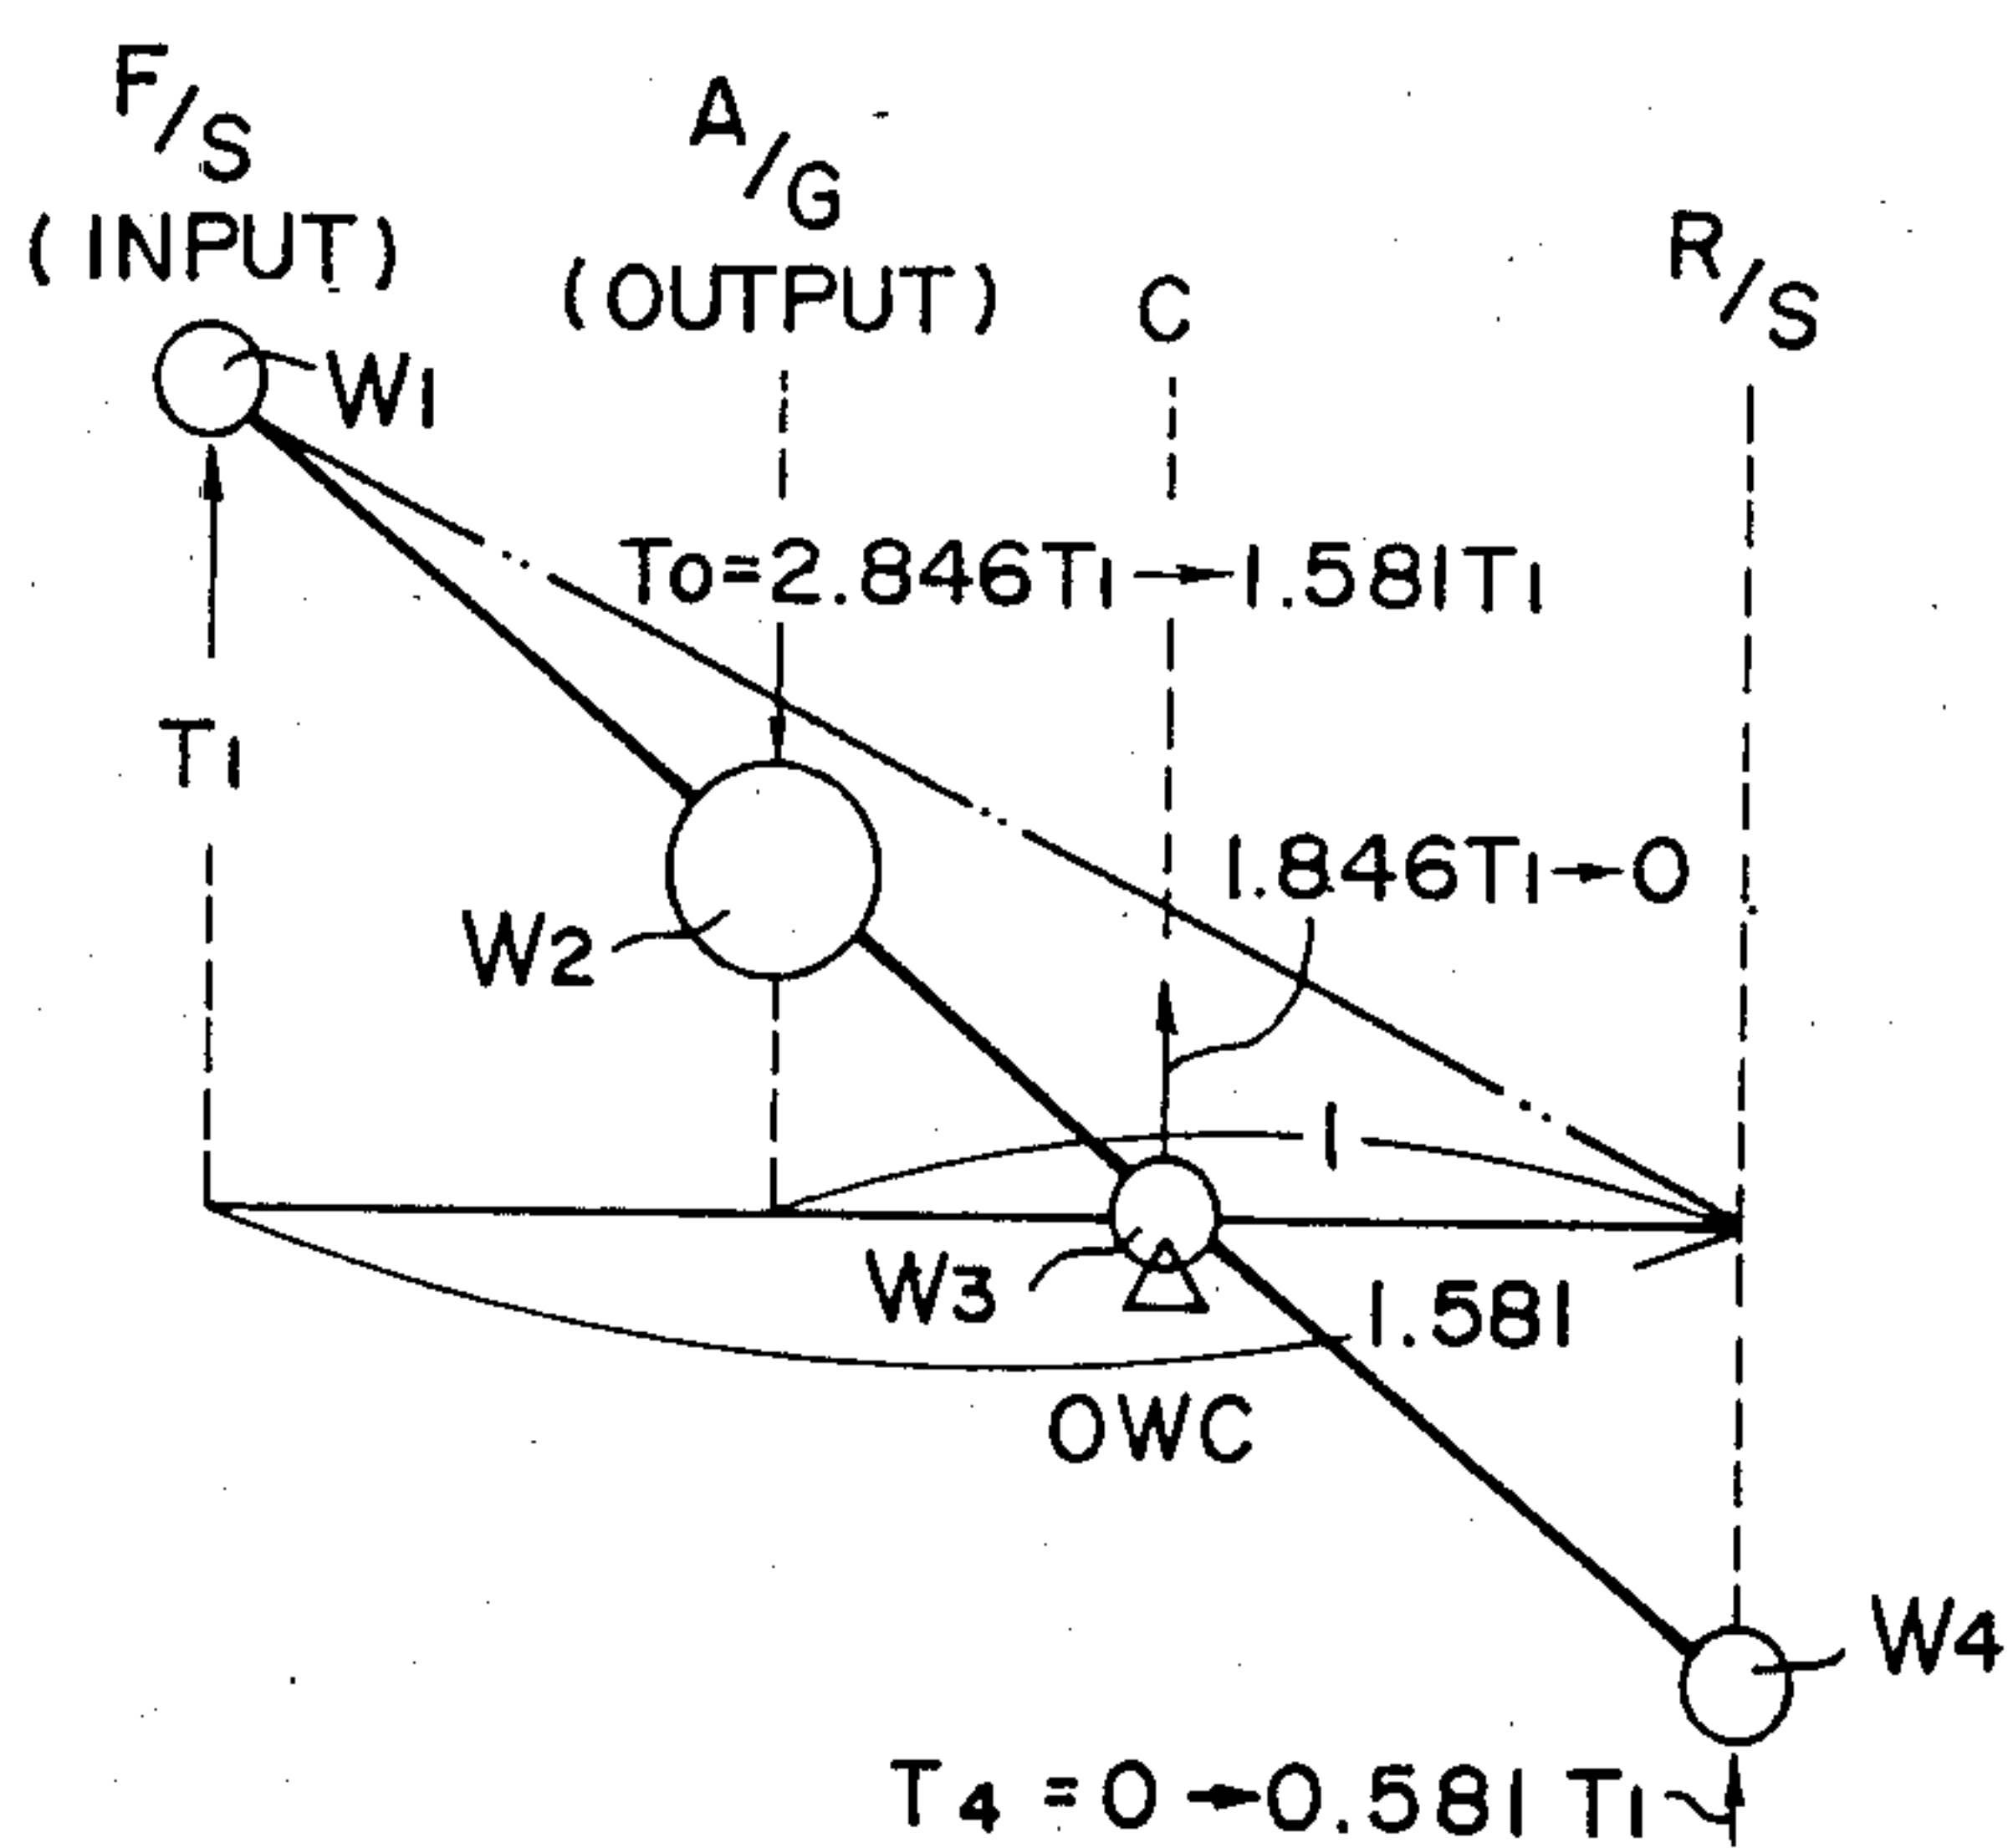 F/S
(INPUT)
A/G
(OUTPUT)
C
R/S
W1
To=2.846T1→1.581T1
T1
1.846T1→0
W2
1
W3
1.581
OWC
W4
T4=0→0.581T1